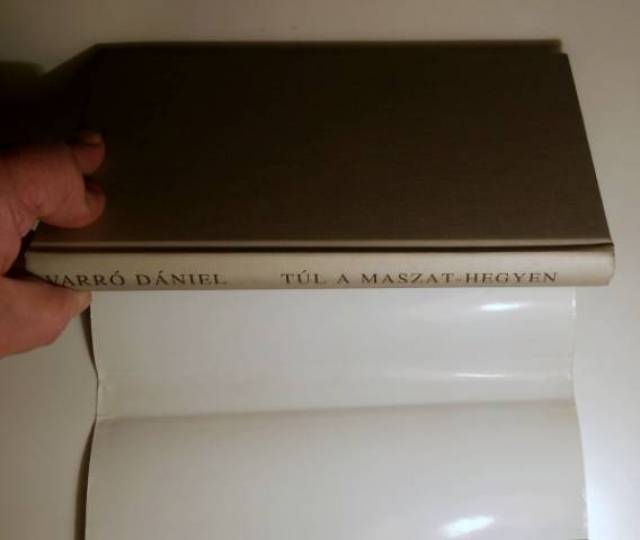 VARRÓ DÁNIEL TÚL A MASZAT-HEGYEN